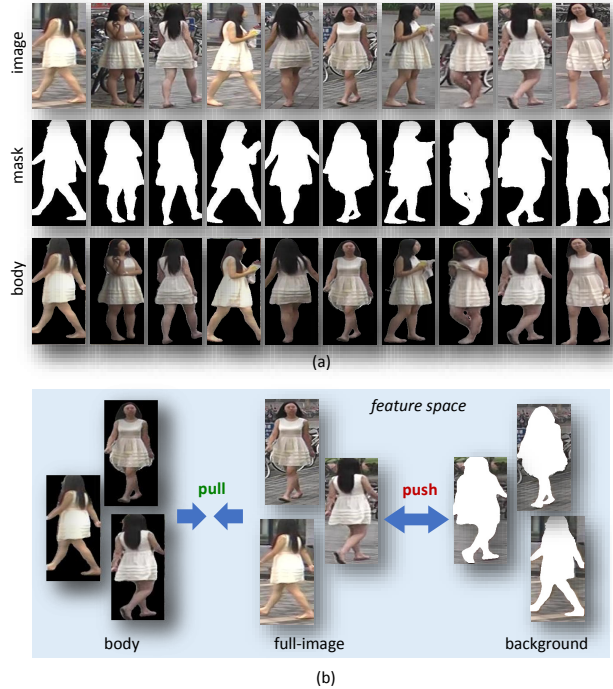 image
mask
body
(a)
feature space
pull
push
body
full-image
background
(b)